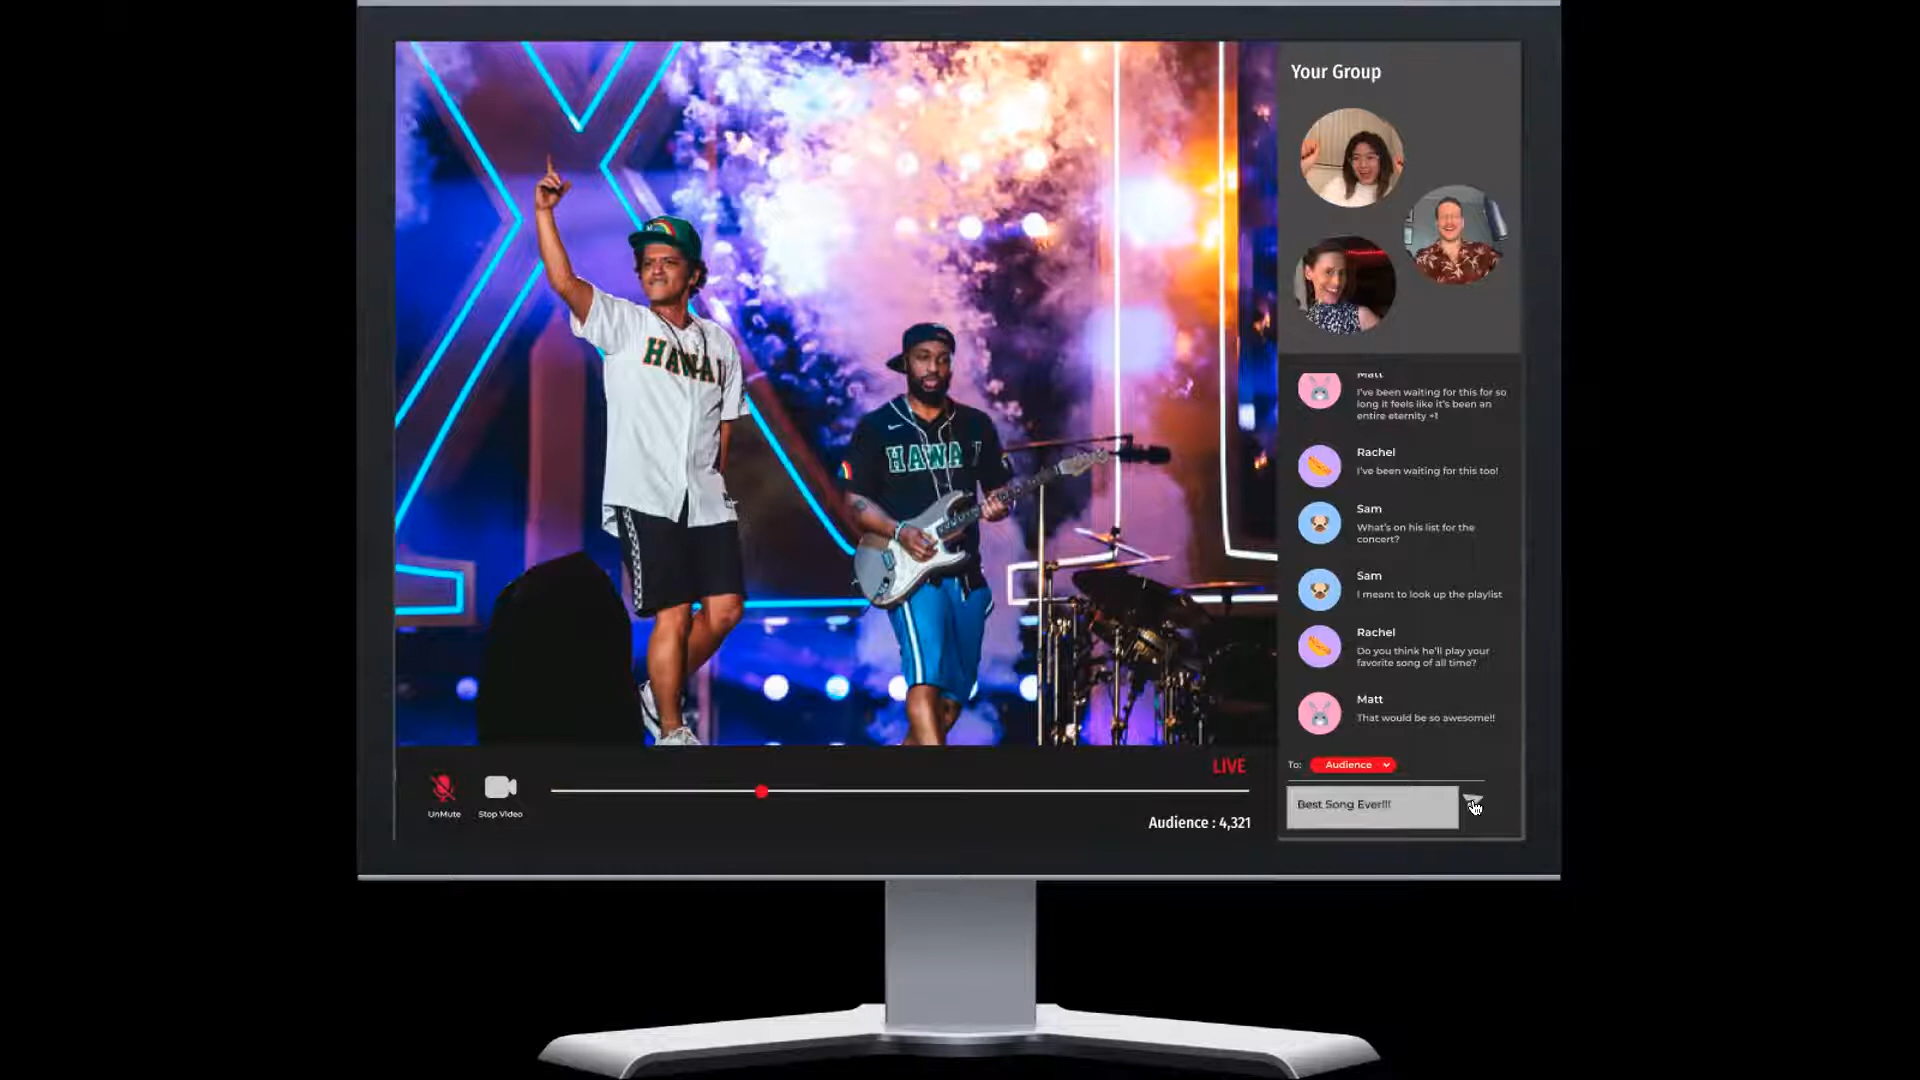 Your Group
HAWAI
HAWAI
Matt
I've been waiting for this for so
long it feels like it's been an
entire eternity +1
Rachel
I've been waiting for this too!
Sam
What's on his list for the
concert?
Sam
I meant to look up the playlist
Rachel
Do you think he'll play your
favorite song of all time?
Matt
That would be so awesome!!
To: Audience
Best Song Ever!!!
LIVE
UnMute
Stop Video
Audience : 4,321